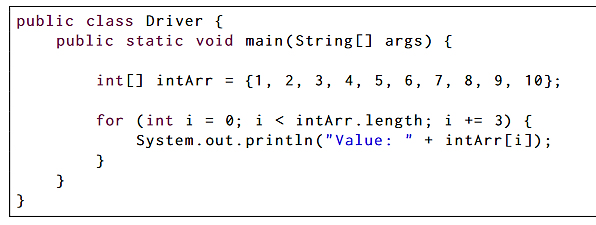 public class Driver {
    public static void main(String[] args) {

        int[] intArr = {1, 2, 3, 4, 5, 6, 7, 8, 9, 10};

        for (int i = 0; i < intArr.length; i += 3) {
            System.out.println("Value: " + intArr[i]);
        }
    }
}